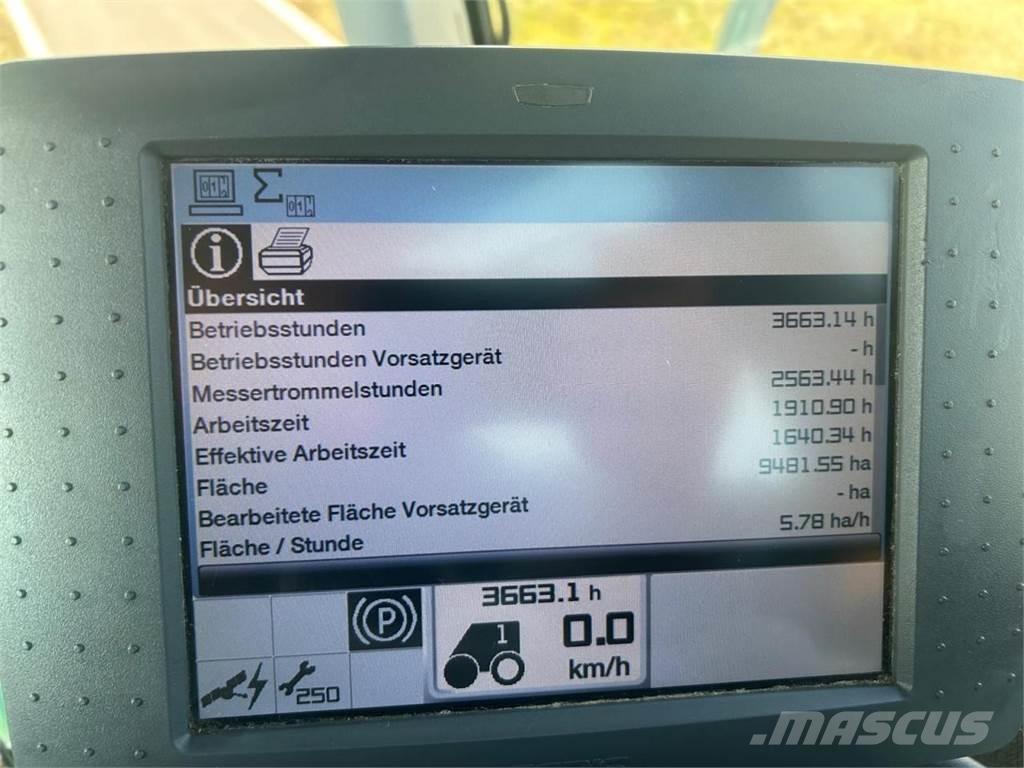 Übersicht
Betriebsstunden 3663.14 h
Betriebsstunden Vorsatzgerät - h
Messertrommelstunden 2563.44 h
Arbeitszeit 1910.90 h
Effektive Arbeitszeit 1640.34 h
Fläche 9481.55 ha
Bearbeitete Fläche Vorsatzgerät - ha
Fläche / Stunde 5.78 ha/h
3663.1 h
P
1
0.0
km/h
250
MASCUS